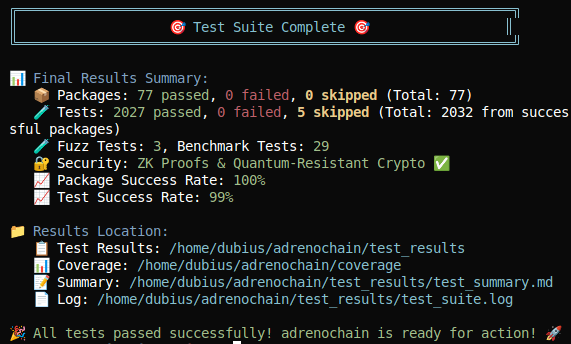 🎯 Test Suite Complete 🎯
📊 Final Results Summary:
📦 Packages: 77 passed, 0 failed, 0 skipped (Total: 77)
🧪 Tests: 2027 passed, 0 failed, 5 skipped (Total: 2032 from succes
sful packages)
🧪 Fuzz Tests: 3, Benchmark Tests: 29
🔐 Security: ZK Proofs & Quantum-Resistant Crypto ✅
📈 Package Success Rate: 100%
📈 Test Success Rate: 99%
📁 Results Location:
📋 Test Results: /home/dubius/adrenochain/test_results
📊 Coverage: /home/dubius/adrenochain/coverage
📝 Summary: /home/dubius/adrenochain/test_results/test_summary.md
📄 Log: /home/dubius/adrenochain/test_results/test_suite.log
🎉 All tests passed successfully! adrenochain is ready for action! 🚀